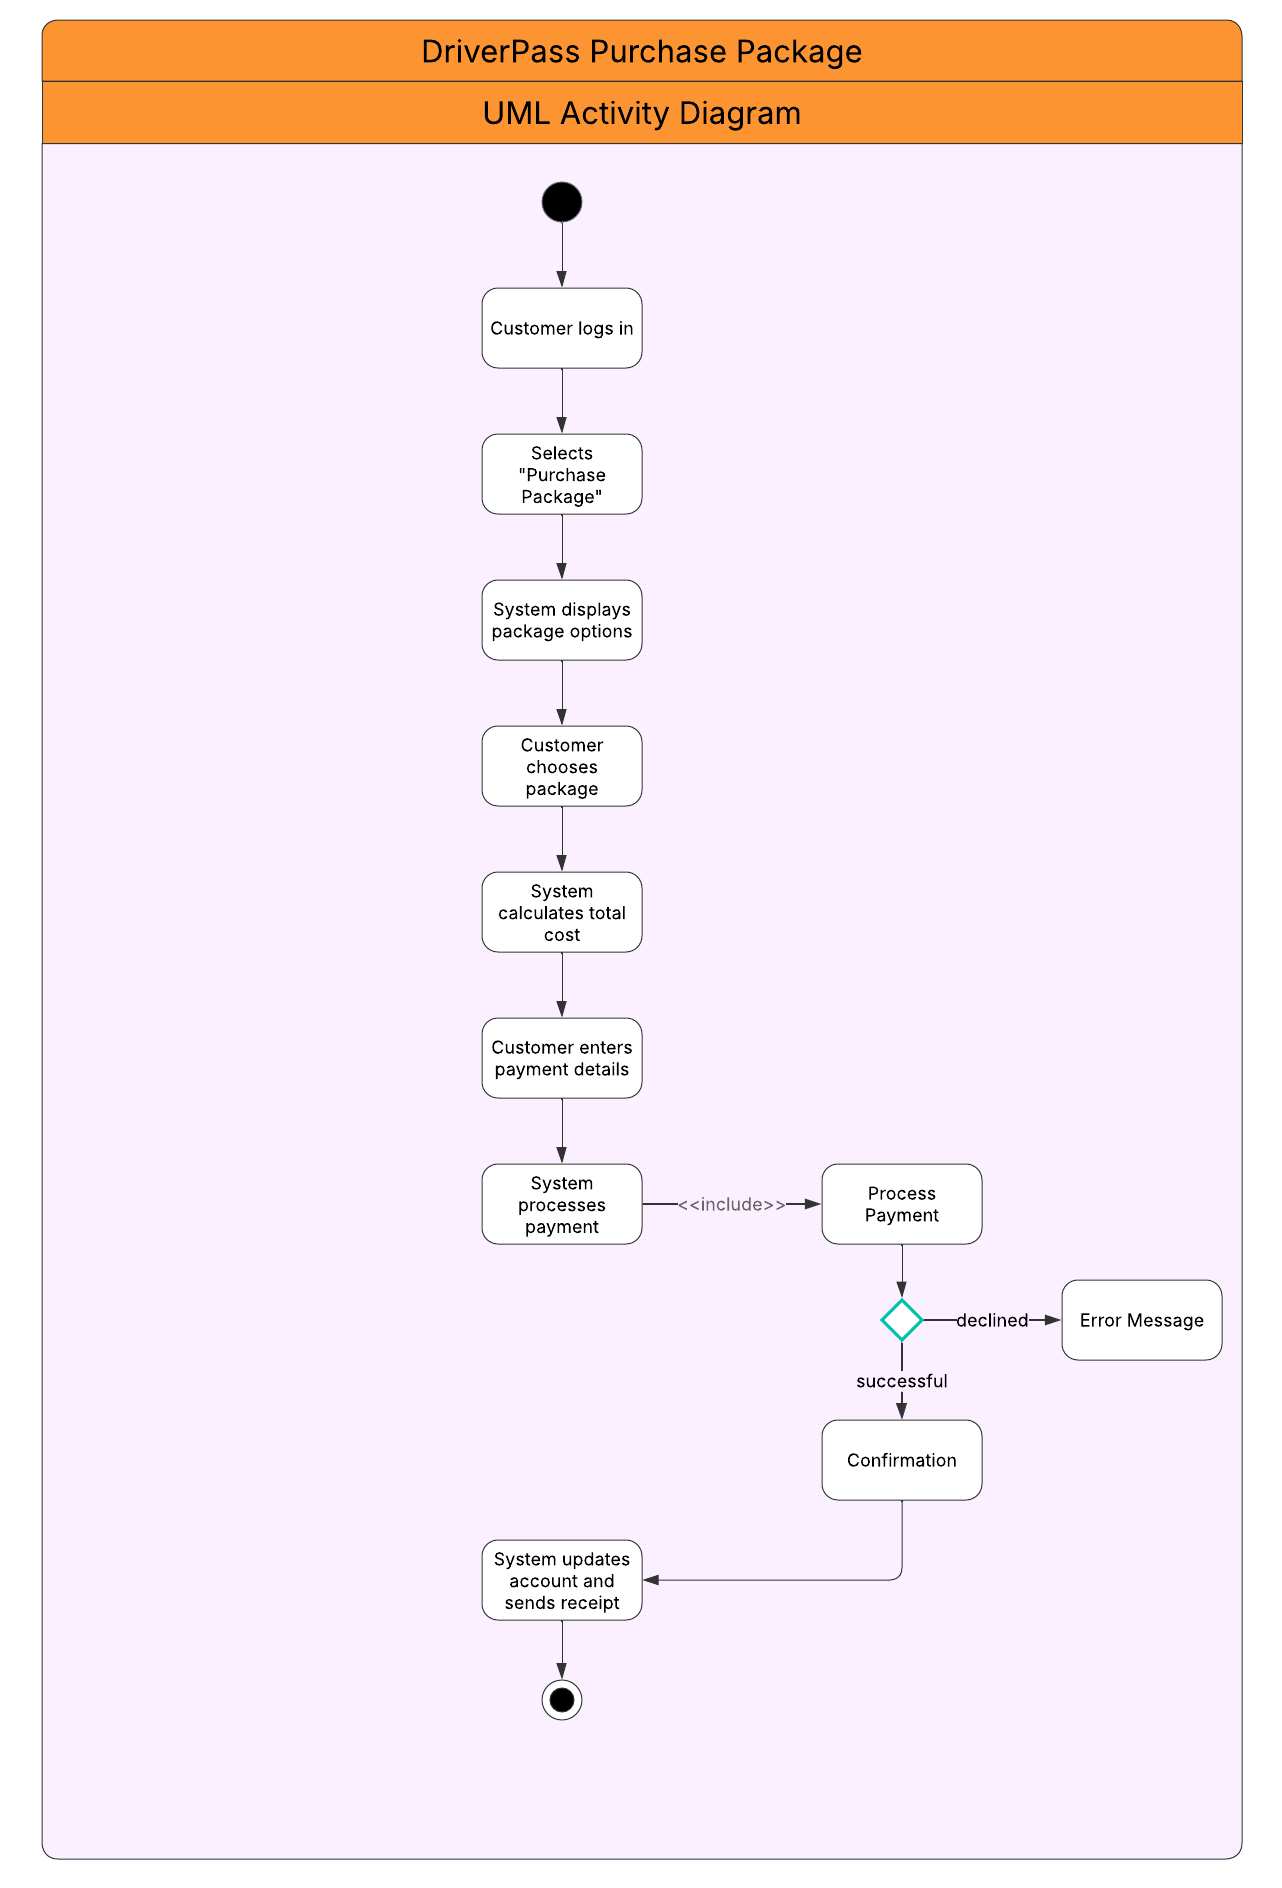 DriverPass Purchase Package
UML Activity Diagram
Customer logs in
Selects
"Purchase
Package"
System displays
package options
Customer
chooses
package
System
calculates total
cost
Customer enters
payment details
System
processes
payment
<<include>>
Process
Payment
declined
Error Message
successful
Confirmation
System updates
account and
sends receipt